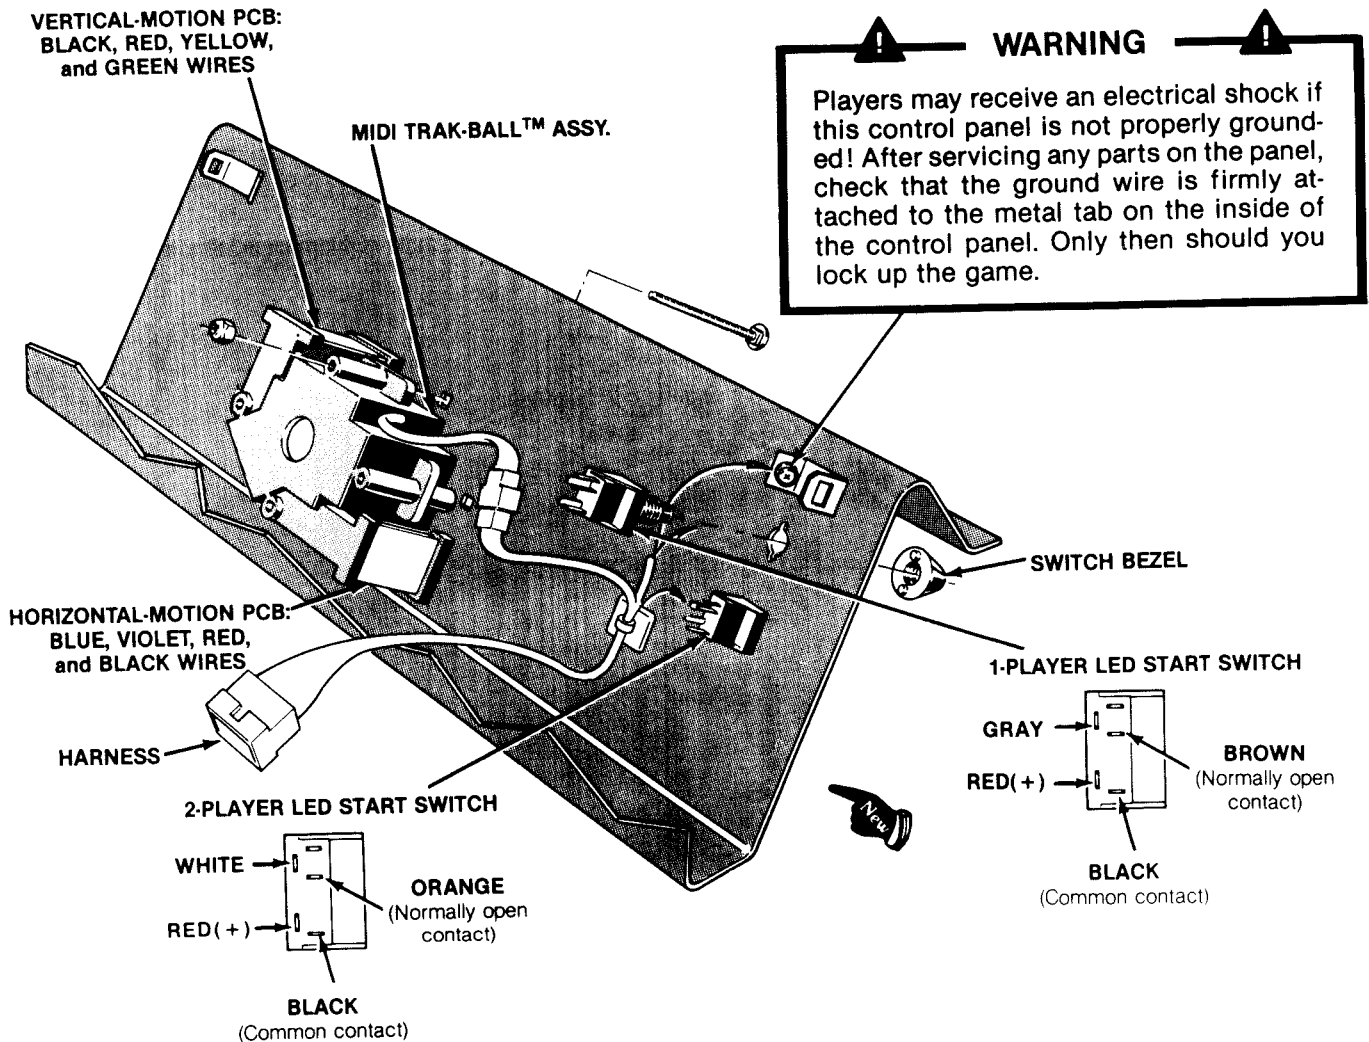 VERTICAL-MOTION PCB:
BLACK, RED, YELLOW,
and GREEN WIRES
MIDI TRAK-BALL™ ASSY.
! WARNING !
Players may receive an electrical shock if
this control panel is not properly ground-
ed! After servicing any parts on the panel,
check that the ground wire is firmly at-
tached to the metal tab on the inside of
the control panel. Only then should you
lock up the game.
SWITCH BEZEL
HORIZONTAL-MOTION PCB:
BLUE, VIOLET, RED,
and BLACK WIRES
HARNESS
1-PLAYER LED START SWITCH
GRAY
RED(+)
BROWN
(Normally open
contact)
BLACK
(Common contact)
New
2-PLAYER LED START SWITCH
WHITE
RED(+)
ORANGE
(Normally open
contact)
BLACK
(Common contact)